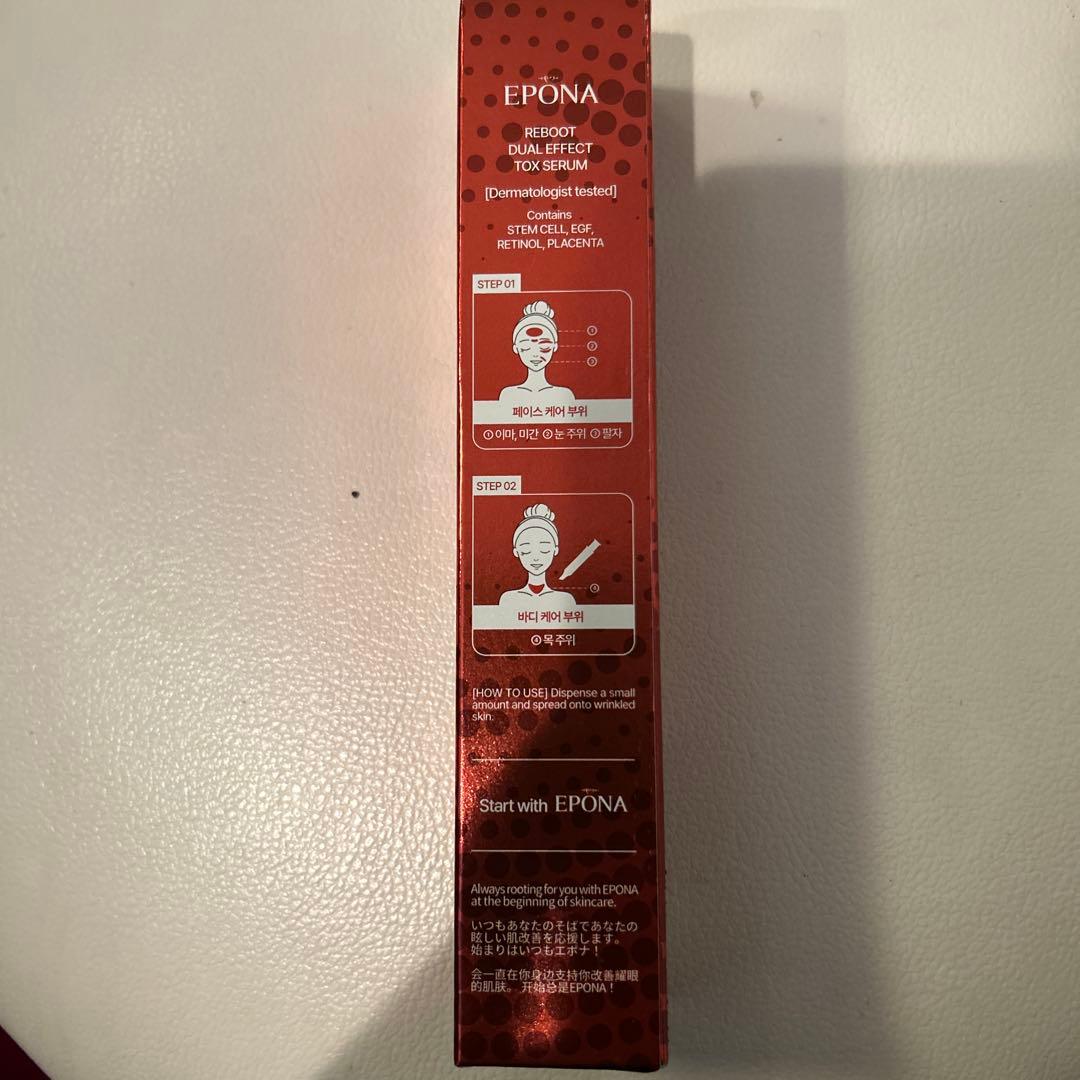 EPONA
REBOOT
DUAL EFFECT
TOX SERUM
[Dermatologist tested]
Contains
STEM CELL, EGF,
RETINOL, PLACENTA
STEP 01
①
②
③
페이스 케어 부위
①이마, 미간 ②눈 주위 ③팔자
STEP 02
④
바디 케어 부위
④목 주위
[HOW TO USE] Dispense a small
amount and spread onto wrinkled
skin.
Start with EPONA
Always rooting for you with EPONA
at the beginning of skincare.
いつもあなたのそばであなたの
眩しい肌改善を応援します。
始まりはいつもエポナ！
会一直在你身边支持你改善耀眼
的肌肤。 开始总是EPONA！